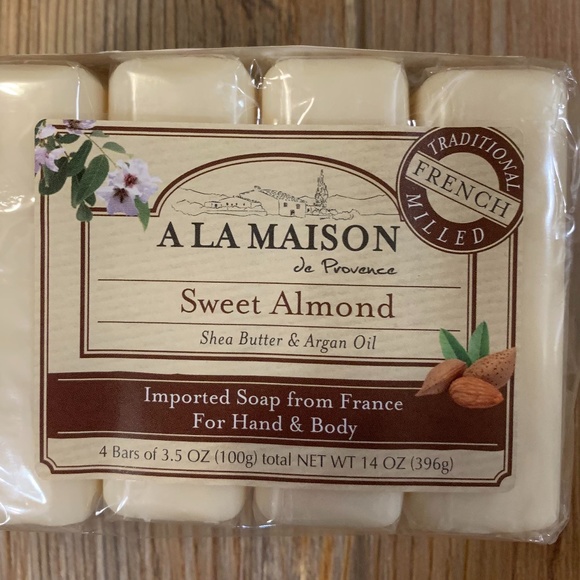 TRADITIONAL
FRENCH
MILLED
A LA MAISON
de Provence
Sweet Almond
Shea Butter & Argan Oil
Imported Soap from France
For Hand & Body
4 Bars of 3.5 OZ (100g) total NET WT 14 OZ (396g)